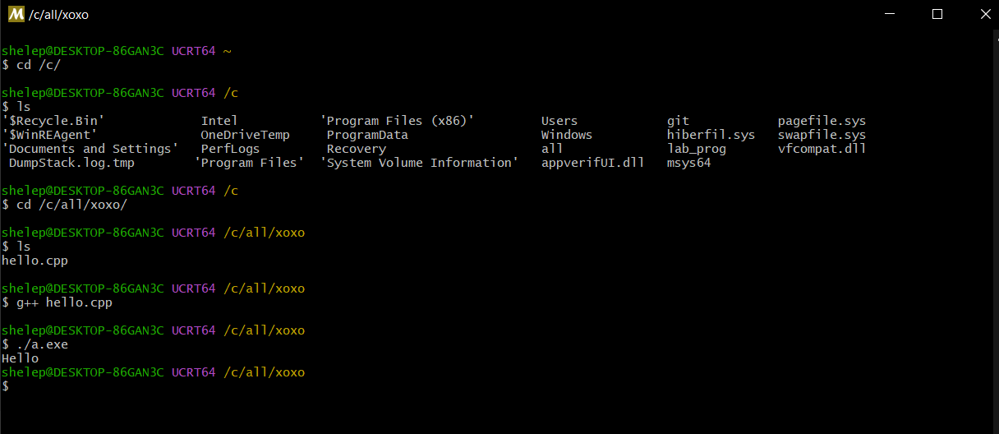 M /c/all/xoxo
shelep@DESKTOP-86GAN3C UCRT64 ~
$ cd /c/
shelep@DESKTOP-86GAN3C UCRT64 /c
$ ls
'$Recycle.Bin' Intel 'Program Files (x86)' Users git pagefile.sys
'$WinREAgent' OneDriveTemp ProgramData Windows hiberfil.sys swapfile.sys
'Documents and Settings' PerfLogs Recovery all lab_prog vfcompat.dll
DumpStack.log.tmp 'Program Files' 'System Volume Information' appverifUI.dll msys64
shelep@DESKTOP-86GAN3C UCRT64 /c
$ cd /c/all/xoxo/
shelep@DESKTOP-86GAN3C UCRT64 /c/all/xoxo
$ ls
hello.cpp
shelep@DESKTOP-86GAN3C UCRT64 /c/all/xoxo
$ g++ hello.cpp
shelep@DESKTOP-86GAN3C UCRT64 /c/all/xoxo
$ ./a.exe
Hello
shelep@DESKTOP-86GAN3C UCRT64 /c/all/xoxo
$